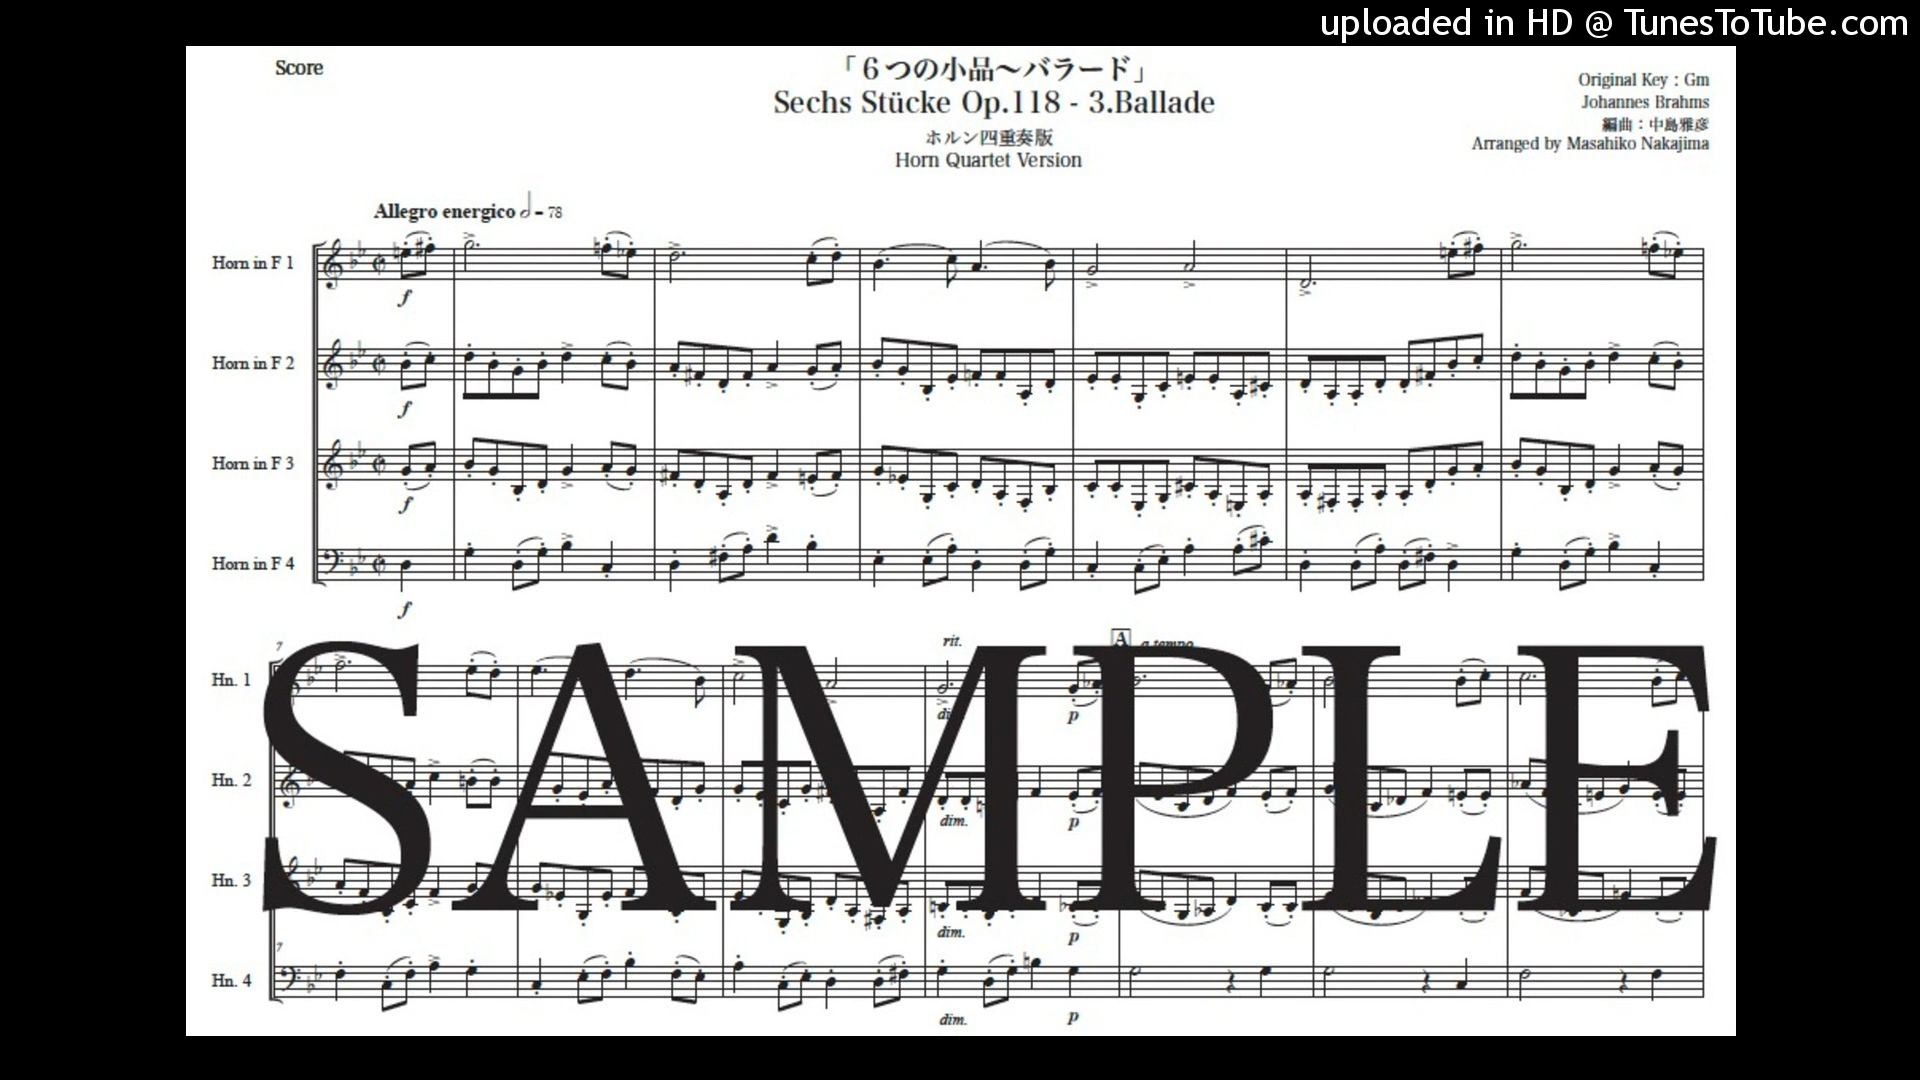 uploaded in HD @ TunesToTube.com
Score
「６つの小品～バラード」
Sechs Stücke Op.118 - 3.Ballade
ホルン四重奏版
Horn Quartet Version
Original Key : Gm
Johannes Brahms
編曲：中島雅彦
Arranged by Masahiko Nakajima
Allegro energico 𝅗𝅥 = 78
Horn in F 1
f
Horn in F 2
f
Horn in F 3
f
Horn in F 4
f
SAMPLE
7
rit.
A
a tempo
Hn. 1
p
Hn. 2
dim.
p
Hn. 3
dim.
p
7
Hn. 4
dim.
p